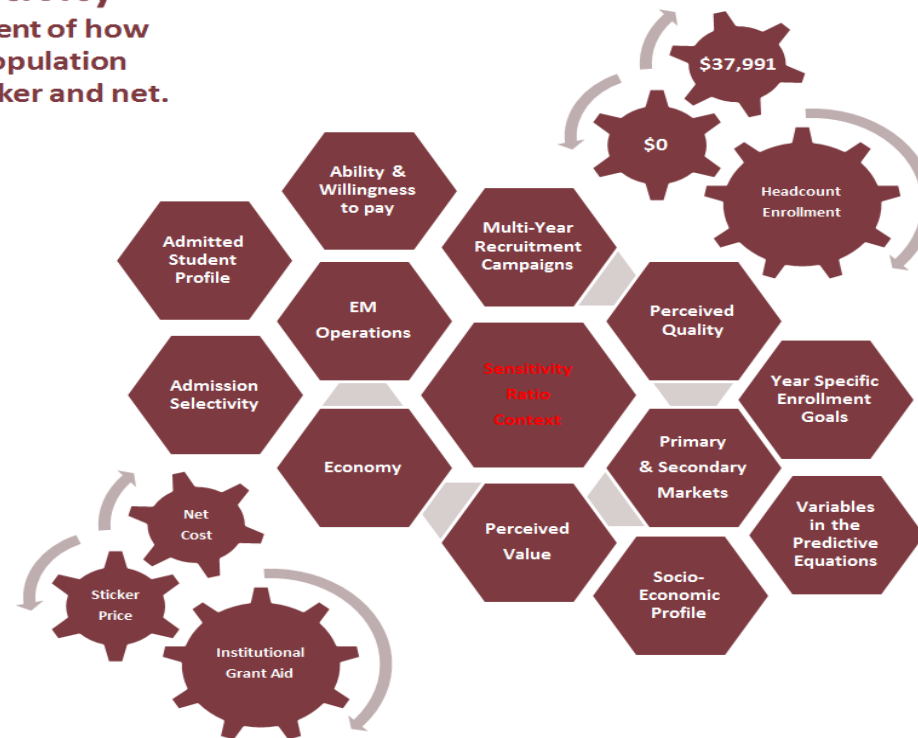 ent of how
opulation
ker and net.
$37,991
$0
Headcount
Enrollment
Ability &
Willingness
to pay
Multi-Year
Recruitment
Campaigns
Admitted
Student
Profile
EM
Operations
Perceived
Quality
Sensitivity
Ratio
Context
Admission
Selectivity
Year Specific
Enrollment
Goals
Economy
Primary
& Secondary
Markets
Perceived
Value
Variables
in the
Predictive
Equations
Socio-
Economic
Profile
Net
Cost
Sticker
Price
Institutional
Grant Aid